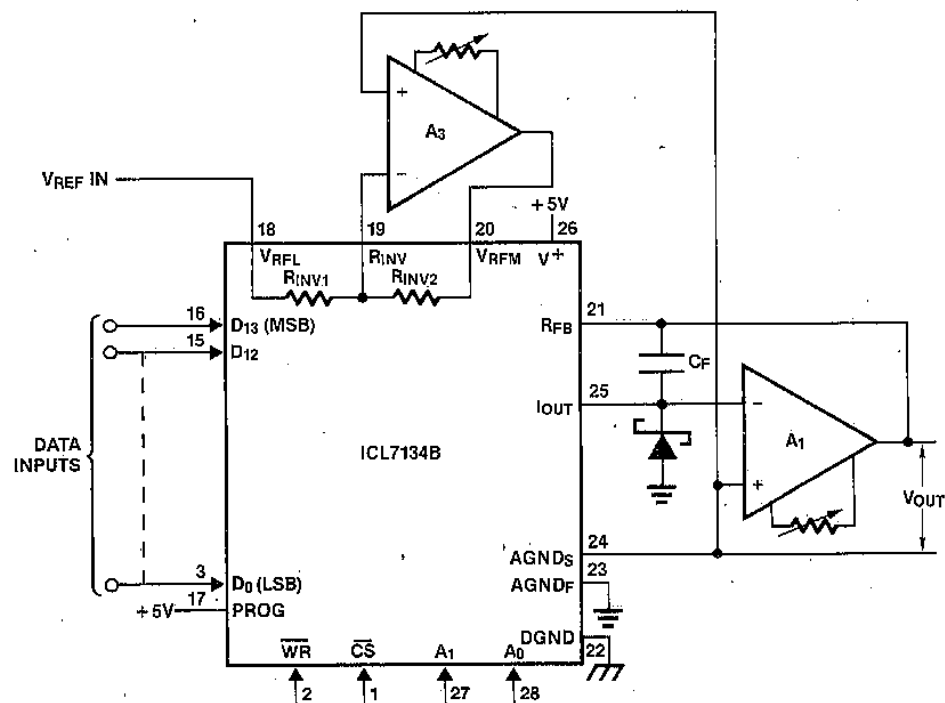 A3
+
−
VREF IN
+5V
18
19
20
26
VRFL
RINV
VRFM
V+
RINV1
RINV2
16
D13 (MSB)
15
D12
21
RFB
CF
25
IOUT
−
A1
+
DATA
INPUTS
ICL7134B
VOUT
24
AGNDS
23
AGNDF
3
D0 (LSB)
+5V
17
PROG
DGND
22
WR
CS
A1
A0
2
1
27
28